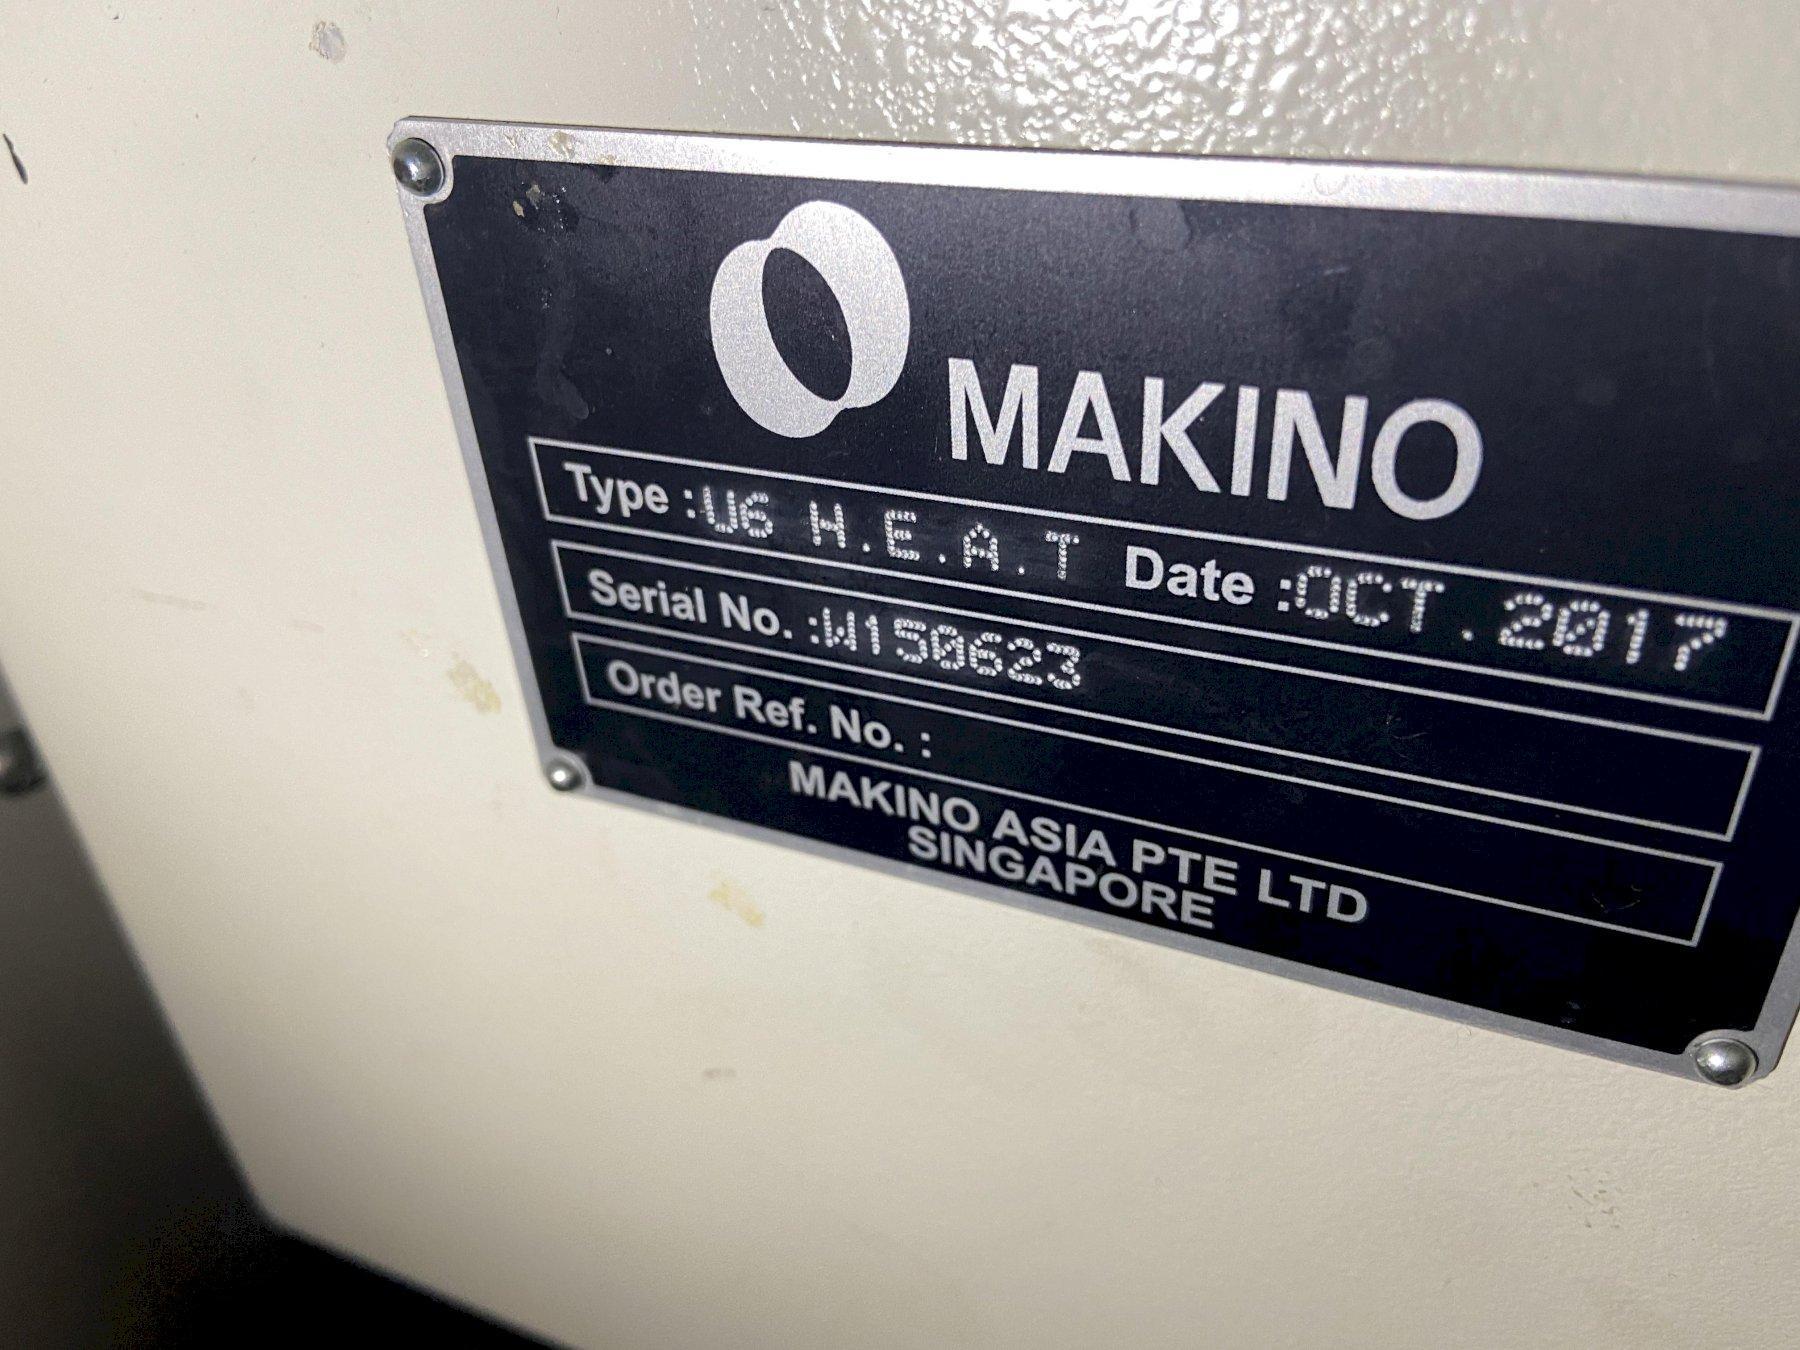 MAKINO
Type :U6 H.E.A.T Date :OCT.2017
Serial No. :W150623
Order Ref. No. :
MAKINO ASIA PTE LTD
SINGAPORE